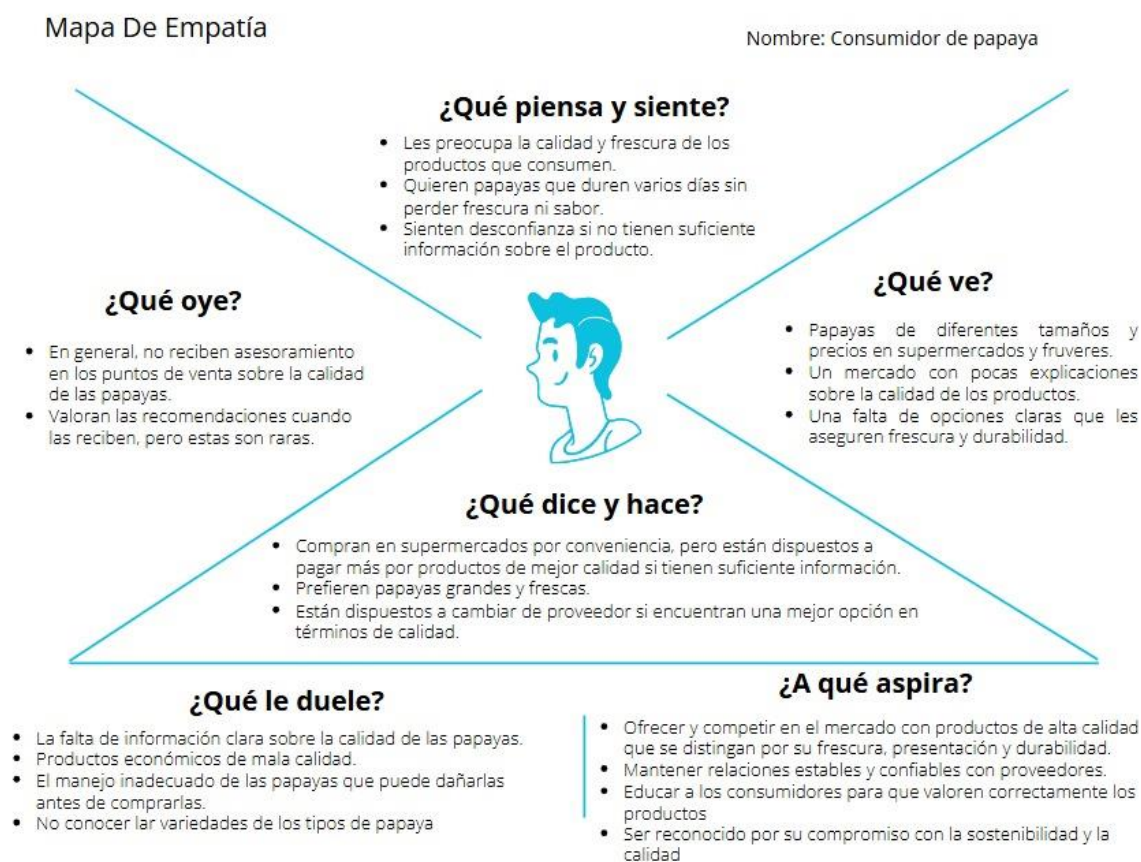 Mapa De Empatía
Nombre: Consumidor de papaya
¿Qué piensa y siente?
• Les preocupa la calidad y frescura de los
productos que consumen.
• Quieren papayas que duren varios días sin
perder frescura ni sabor.
• Sienten desconfianza si no tienen suficiente
información sobre el producto.
¿Qué oye?
• En general, no reciben asesoramiento
en los puntos de venta sobre la calidad
de las papayas.
• Valoran las recomendaciones cuando
las reciben, pero estas son raras.
¿Qué ve?
• Papayas de diferentes tamaños y
precios en supermercados y fruveres.
• Un mercado con pocas explicaciones
sobre la calidad de los productos.
• Una falta de opciones claras que les
aseguren frescura y durabilidad.
¿Qué dice y hace?
• Compran en supermercados por conveniencia, pero están dispuestos a
pagar más por productos de mejor calidad si tienen suficiente información.
• Prefieren papayas grandes y frescas.
• Están dispuestos a cambiar de proveedor si encuentran una mejor opción en
términos de calidad.
¿Qué le duele?
• La falta de información clara sobre la calidad de las papayas.
• Productos económicos de mala calidad.
• El manejo inadecuado de las papayas que puede dañarlas
antes de comprarlas.
• No conocer lar variedades de los tipos de papaya
¿A qué aspira?
• Ofrecer y competir en el mercado con productos de alta calidad
que se distingan por su frescura, presentación y durabilidad.
• Mantener relaciones estables y confiables con proveedores.
• Educar a los consumidores para que valoren correctamente los
productos
• Ser reconocido por su compromiso con la sostenibilidad y la
calidad